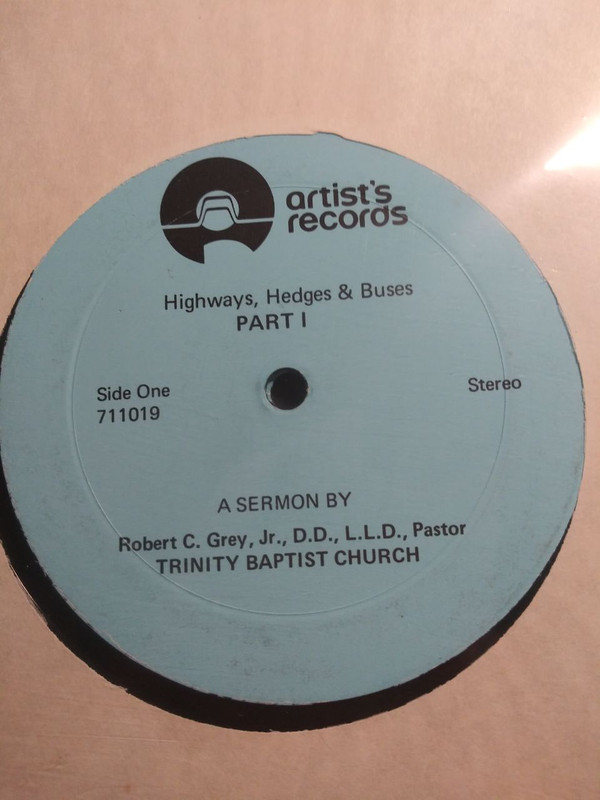 artist's
records
Highways, Hedges & Buses
PART I
Side One
711019
Stereo
A SERMON BY
Robert C. Grey, Jr., D.D., L.L.D., Pastor
TRINITY BAPTIST CHURCH